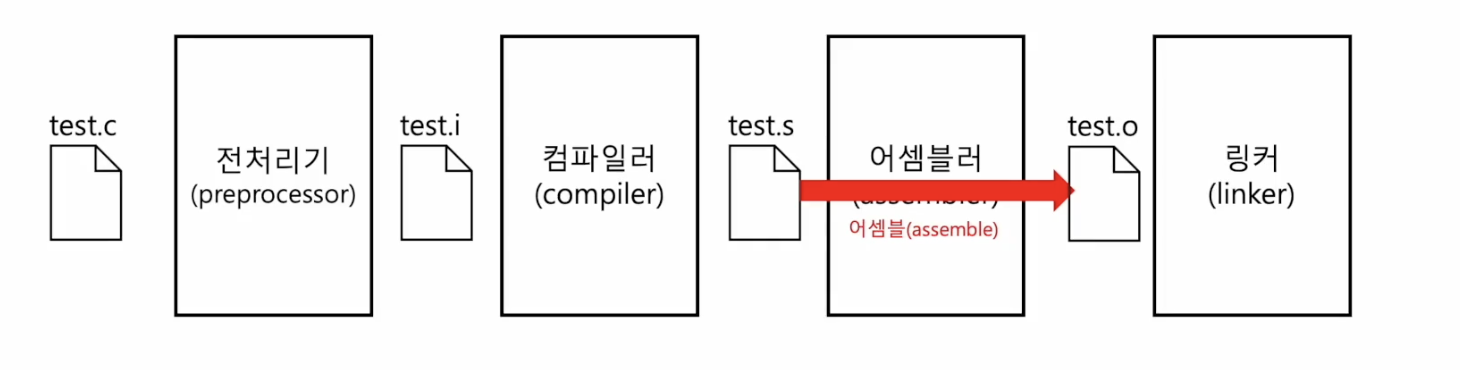 test.c
전처리기
(preprocessor)
test.i
컴파일러
(compiler)
test.s
어셈블러
(assembler)
어셈블(assemble)
test.o
링커
(linker)